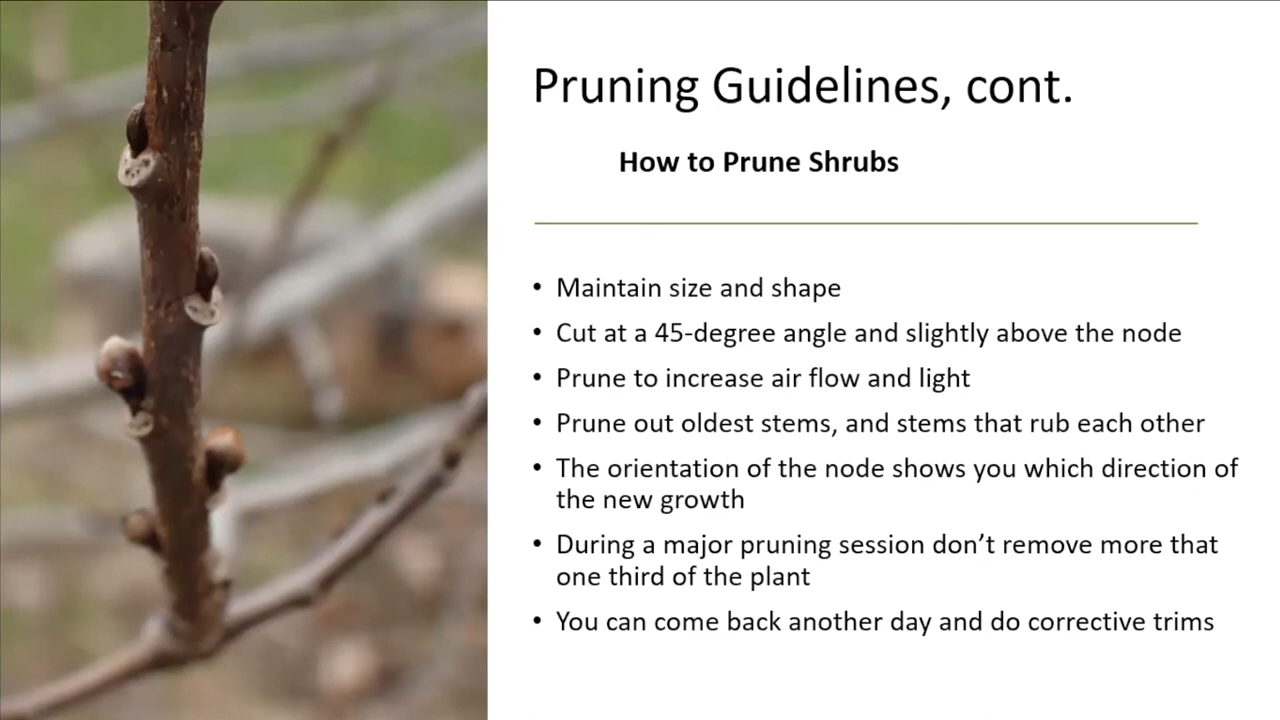 Pruning Guidelines, cont.
How to Prune Shrubs
• Maintain size and shape
• Cut at a 45-degree angle and slightly above the node
• Prune to increase air flow and light
• Prune out oldest stems, and stems that rub each other
• The orientation of the node shows you which direction of
the new growth
• During a major pruning session don’t remove more that
one third of the plant
• You can come back another day and do corrective trims